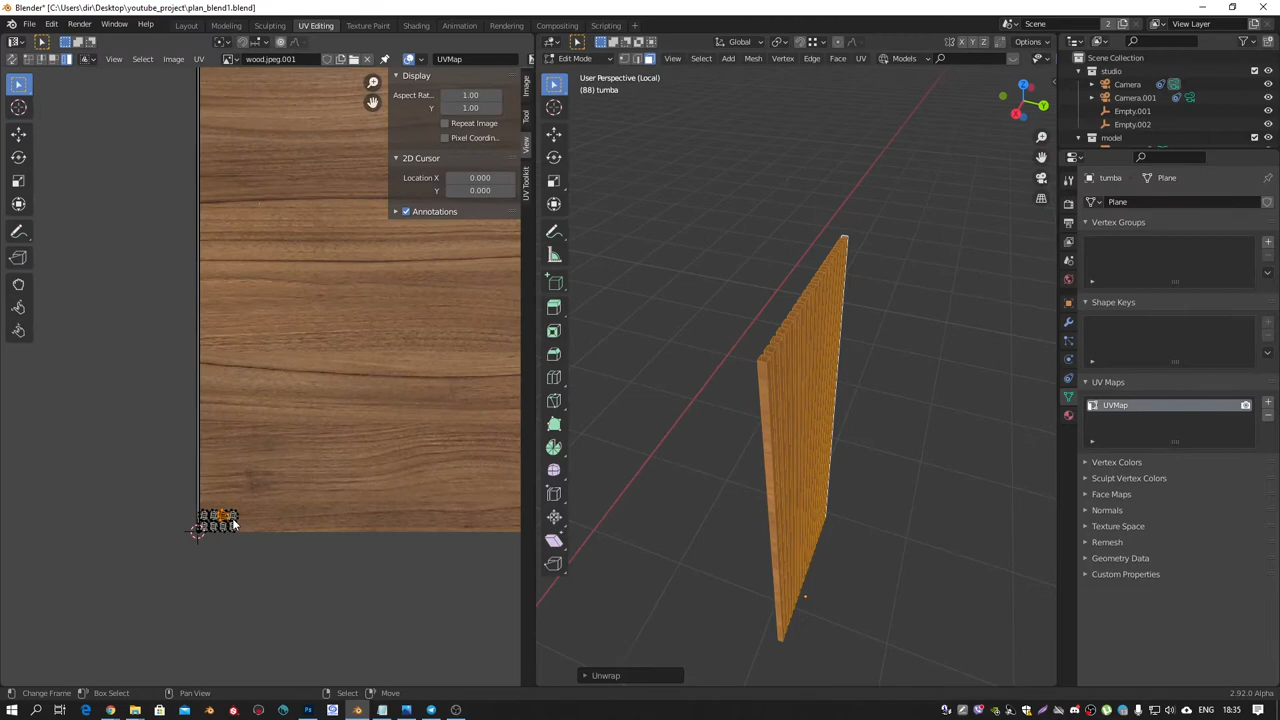 Blender* [C:\Users\dir\Desktop\youtube_project\plan_blend1.blend]
File Edit Render Window Help Layout Modeling Sculpting UV Editing Texture Paint Shading Animation Rendering Compositing Scripting Scene 2 View Layer
Global Options
View Select Image UV wood.jpeg.001 UVMap Edit Mode View Select Add Mesh Vertex Edge Face UV Models
X Y Z
Display
Aspect Rat... 1.00
Y 1.00
Repeat Image
Pixel Coordin...
2D Cursor
Location X 0.000
Y 0.000
Annotations
Image
Tool
View
UV Toolkit
User Perspective (Local)
(88) tumba
Z
Y
X
Unwrap
Scene Collection
studio
Camera
Camera.001
Empty.001
Empty.002
model
tumba Plane
Plane
Vertex Groups
Shape Keys
UV Maps
UVMap
Vertex Colors
Sculpt Vertex Colors
Face Maps
Normals
Texture Space
Remesh
Geometry Data
Custom Properties
Change Frame Box Select Pan View Select Move 2.92.0 Alpha
ENG 18:35